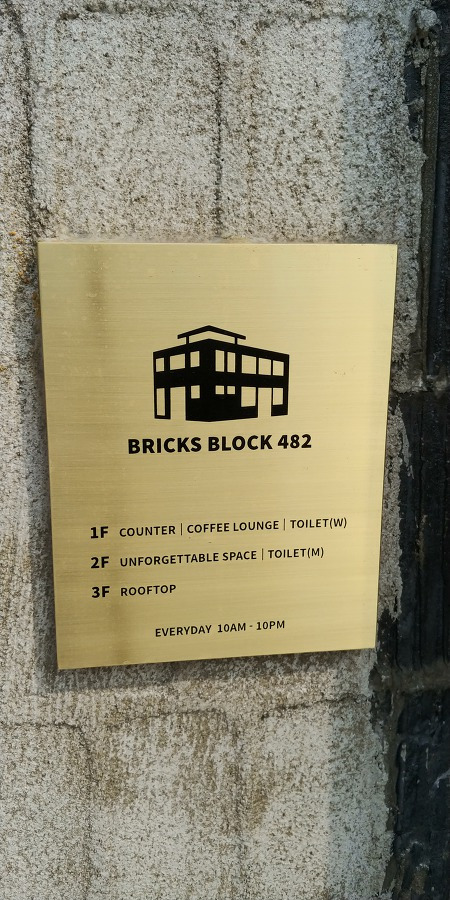 BRICKS BLOCK 482
1F COUNTER | COFFEE LOUNGE | TOILET(W)
2F UNFORGETTABLE SPACE | TOILET(M)
3F ROOFTOP
EVERYDAY 10AM - 10PM